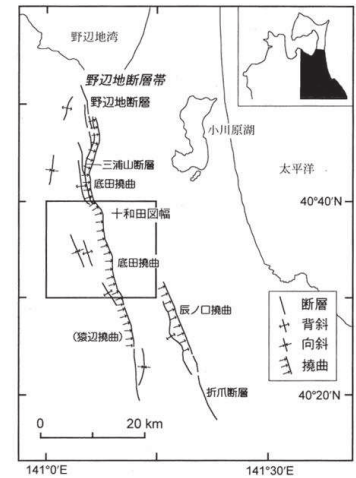 野辺地湾
野辺地断層帯
野辺地断層
小川原湖
三浦山断層
太平洋
底田撓曲
40°40'N
十和田図幅
底田撓曲
辰ノ口撓曲
断層
背斜
向斜
撓曲
(猿辺撓曲)
折爪断層
40°20'N
0
20 km
141°0'E
141°30'E